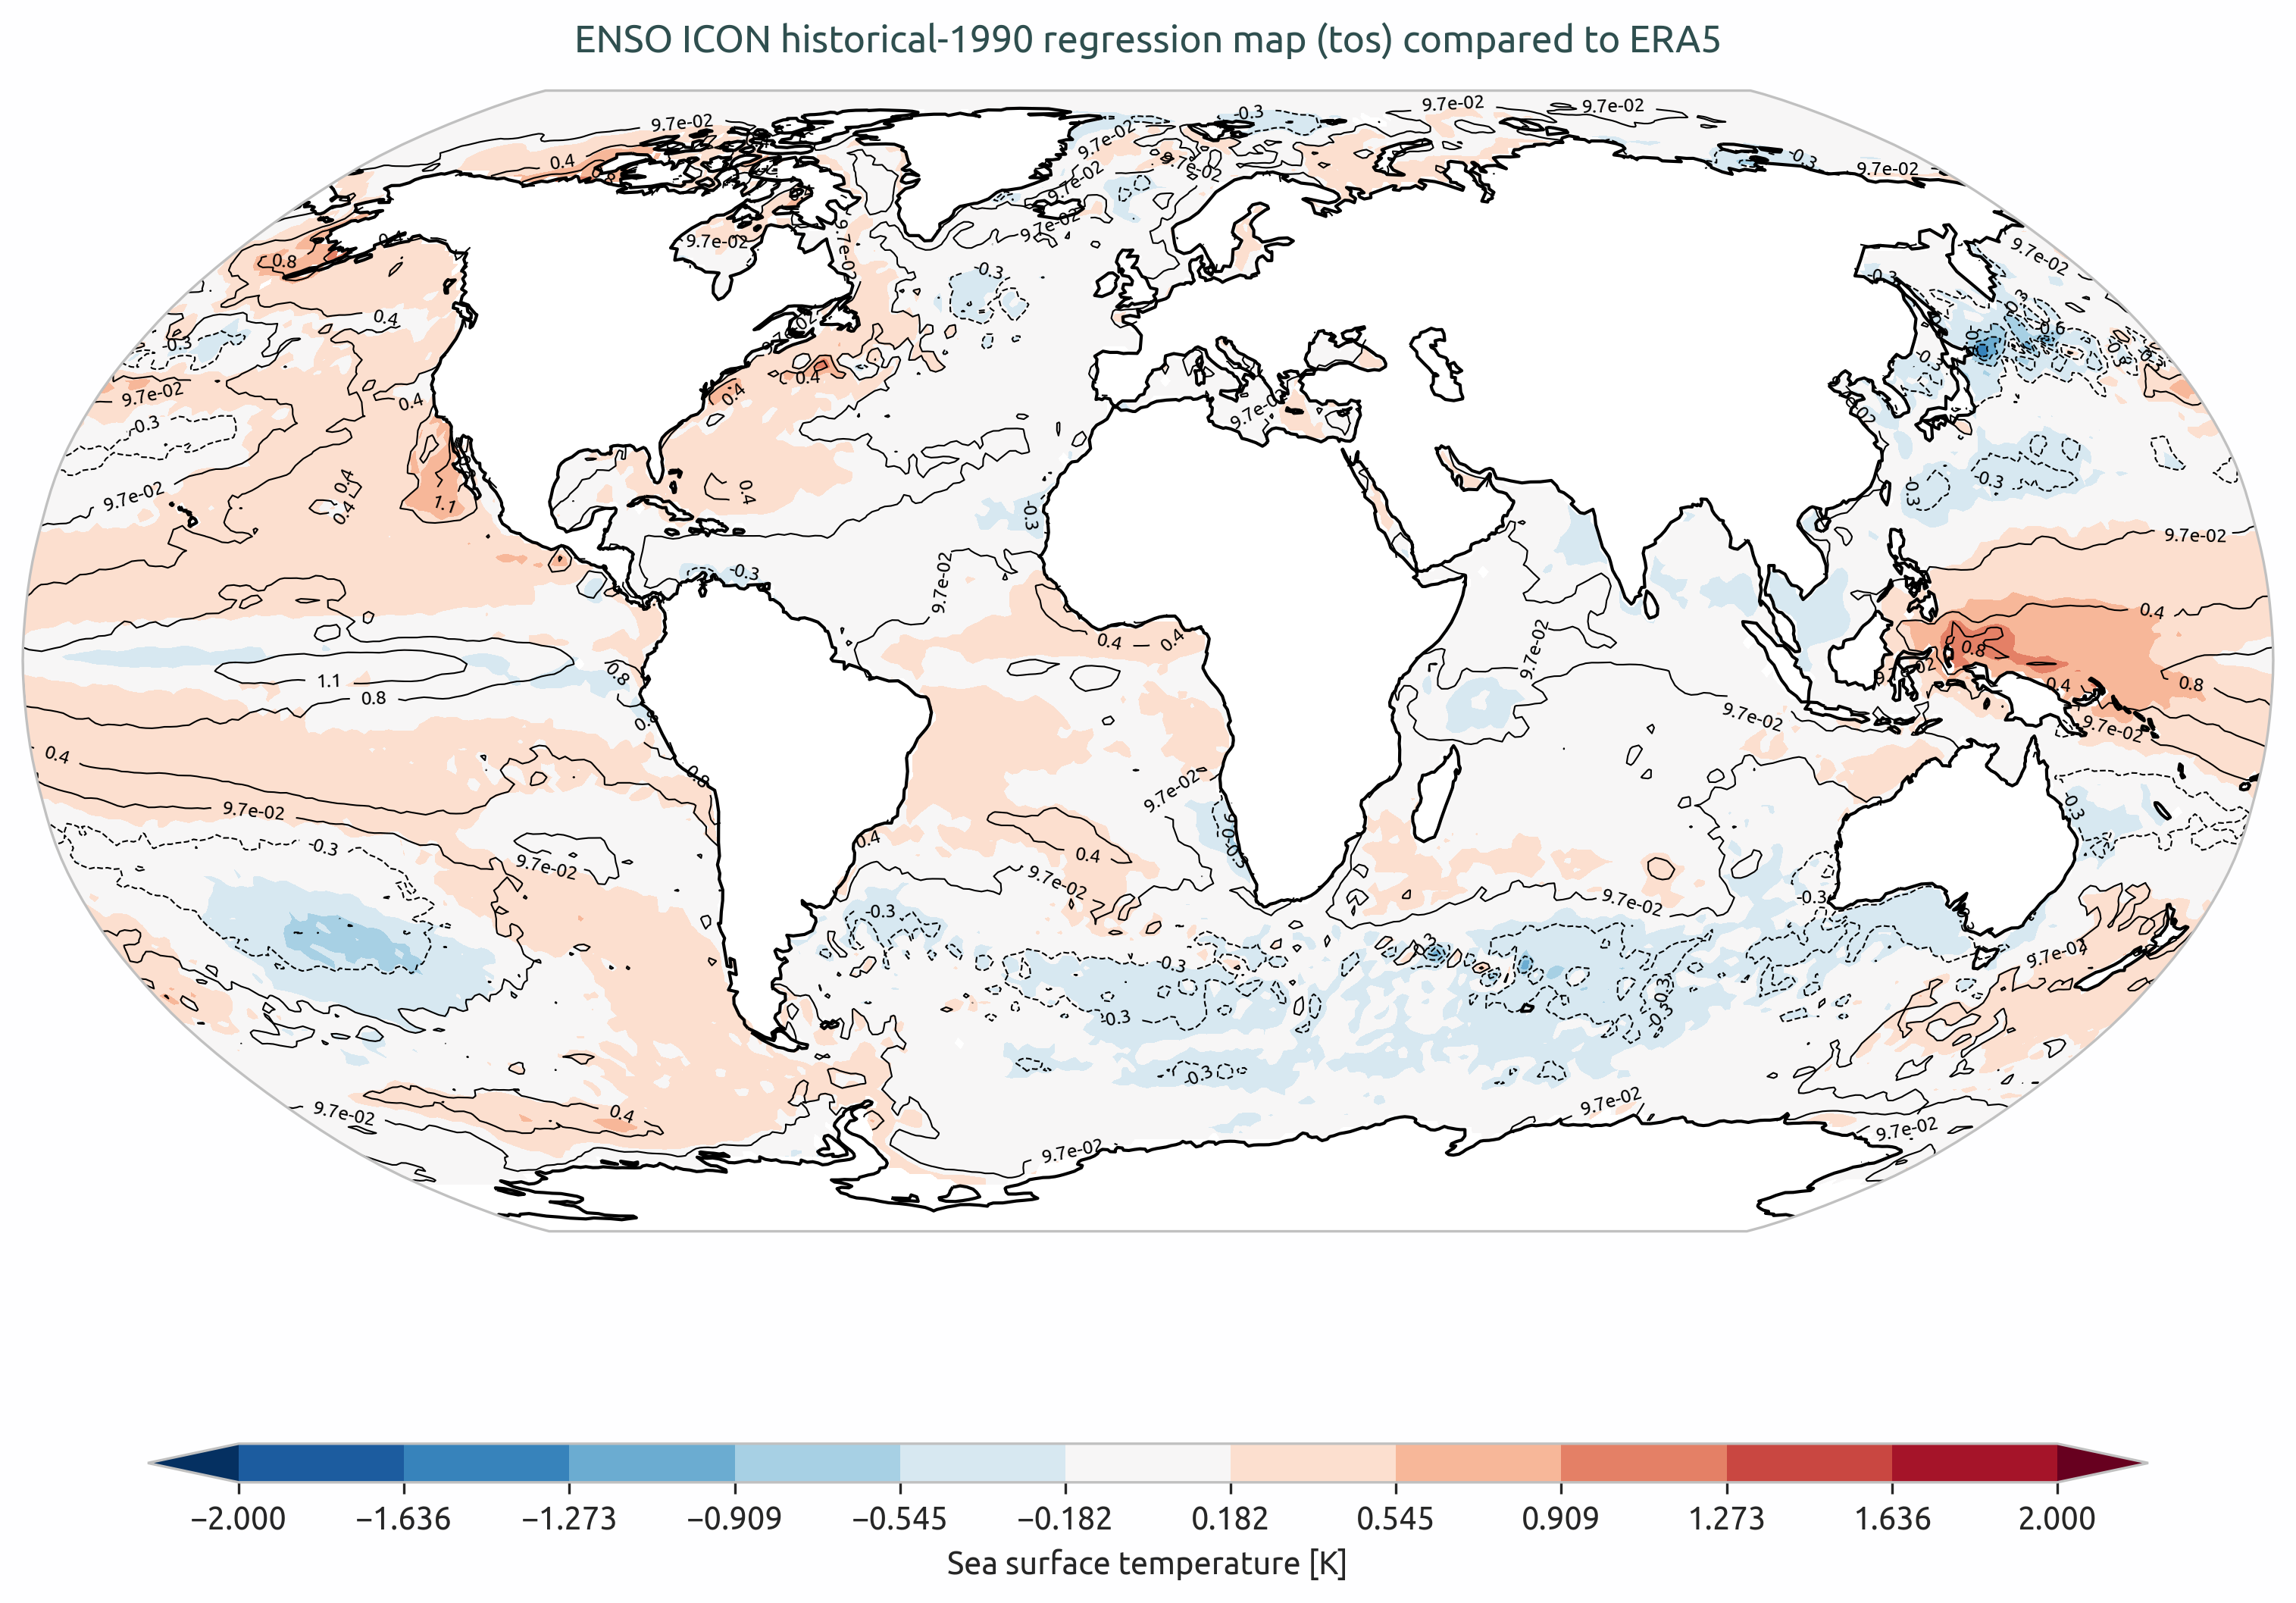 ENSO ICON historical-1990 regression map (tos) compared to ERA5
9.7e-02 -0.3 9.7e-02 9.7e-02
0.4 9.7e-02 9.7e-02 -0.3 9.7e-02
9.7e-02 9.7e-02 9.7e-02
0.8 -0.3 -0.3
0.4 -0.3 -0.6
9.7e-02 0.4 0.4 0.4 9.7e-02 -0.3
-0.3
9.7e-02 0.4 0.4 1.1 0.4 -0.3 -0.3 -0.3
9.7e-02
-0.3 9.7e-02
0.4 0.4 9.7e-02 0.8 0.4
1.1 0.8 0.8 0.4 0.8
0.8 9.7e-02 9.7e-02
0.4 0.8 9.7e-02
9.7e-02 -0.3
-0.3 9.7e-02 0.4 0.4
9.7e-02 9.7e-02
-0.3 -0.3
-0.3 9.7e-02
-0.3 -0.3
-0.3
9.7e-02 0.4 9.7e-02
9.7e-02 9.7e-02
−2.000 −1.636 −1.273 −0.909 −0.545 −0.182 0.182 0.545 0.909 1.273 1.636 2.000
Sea surface temperature [K]